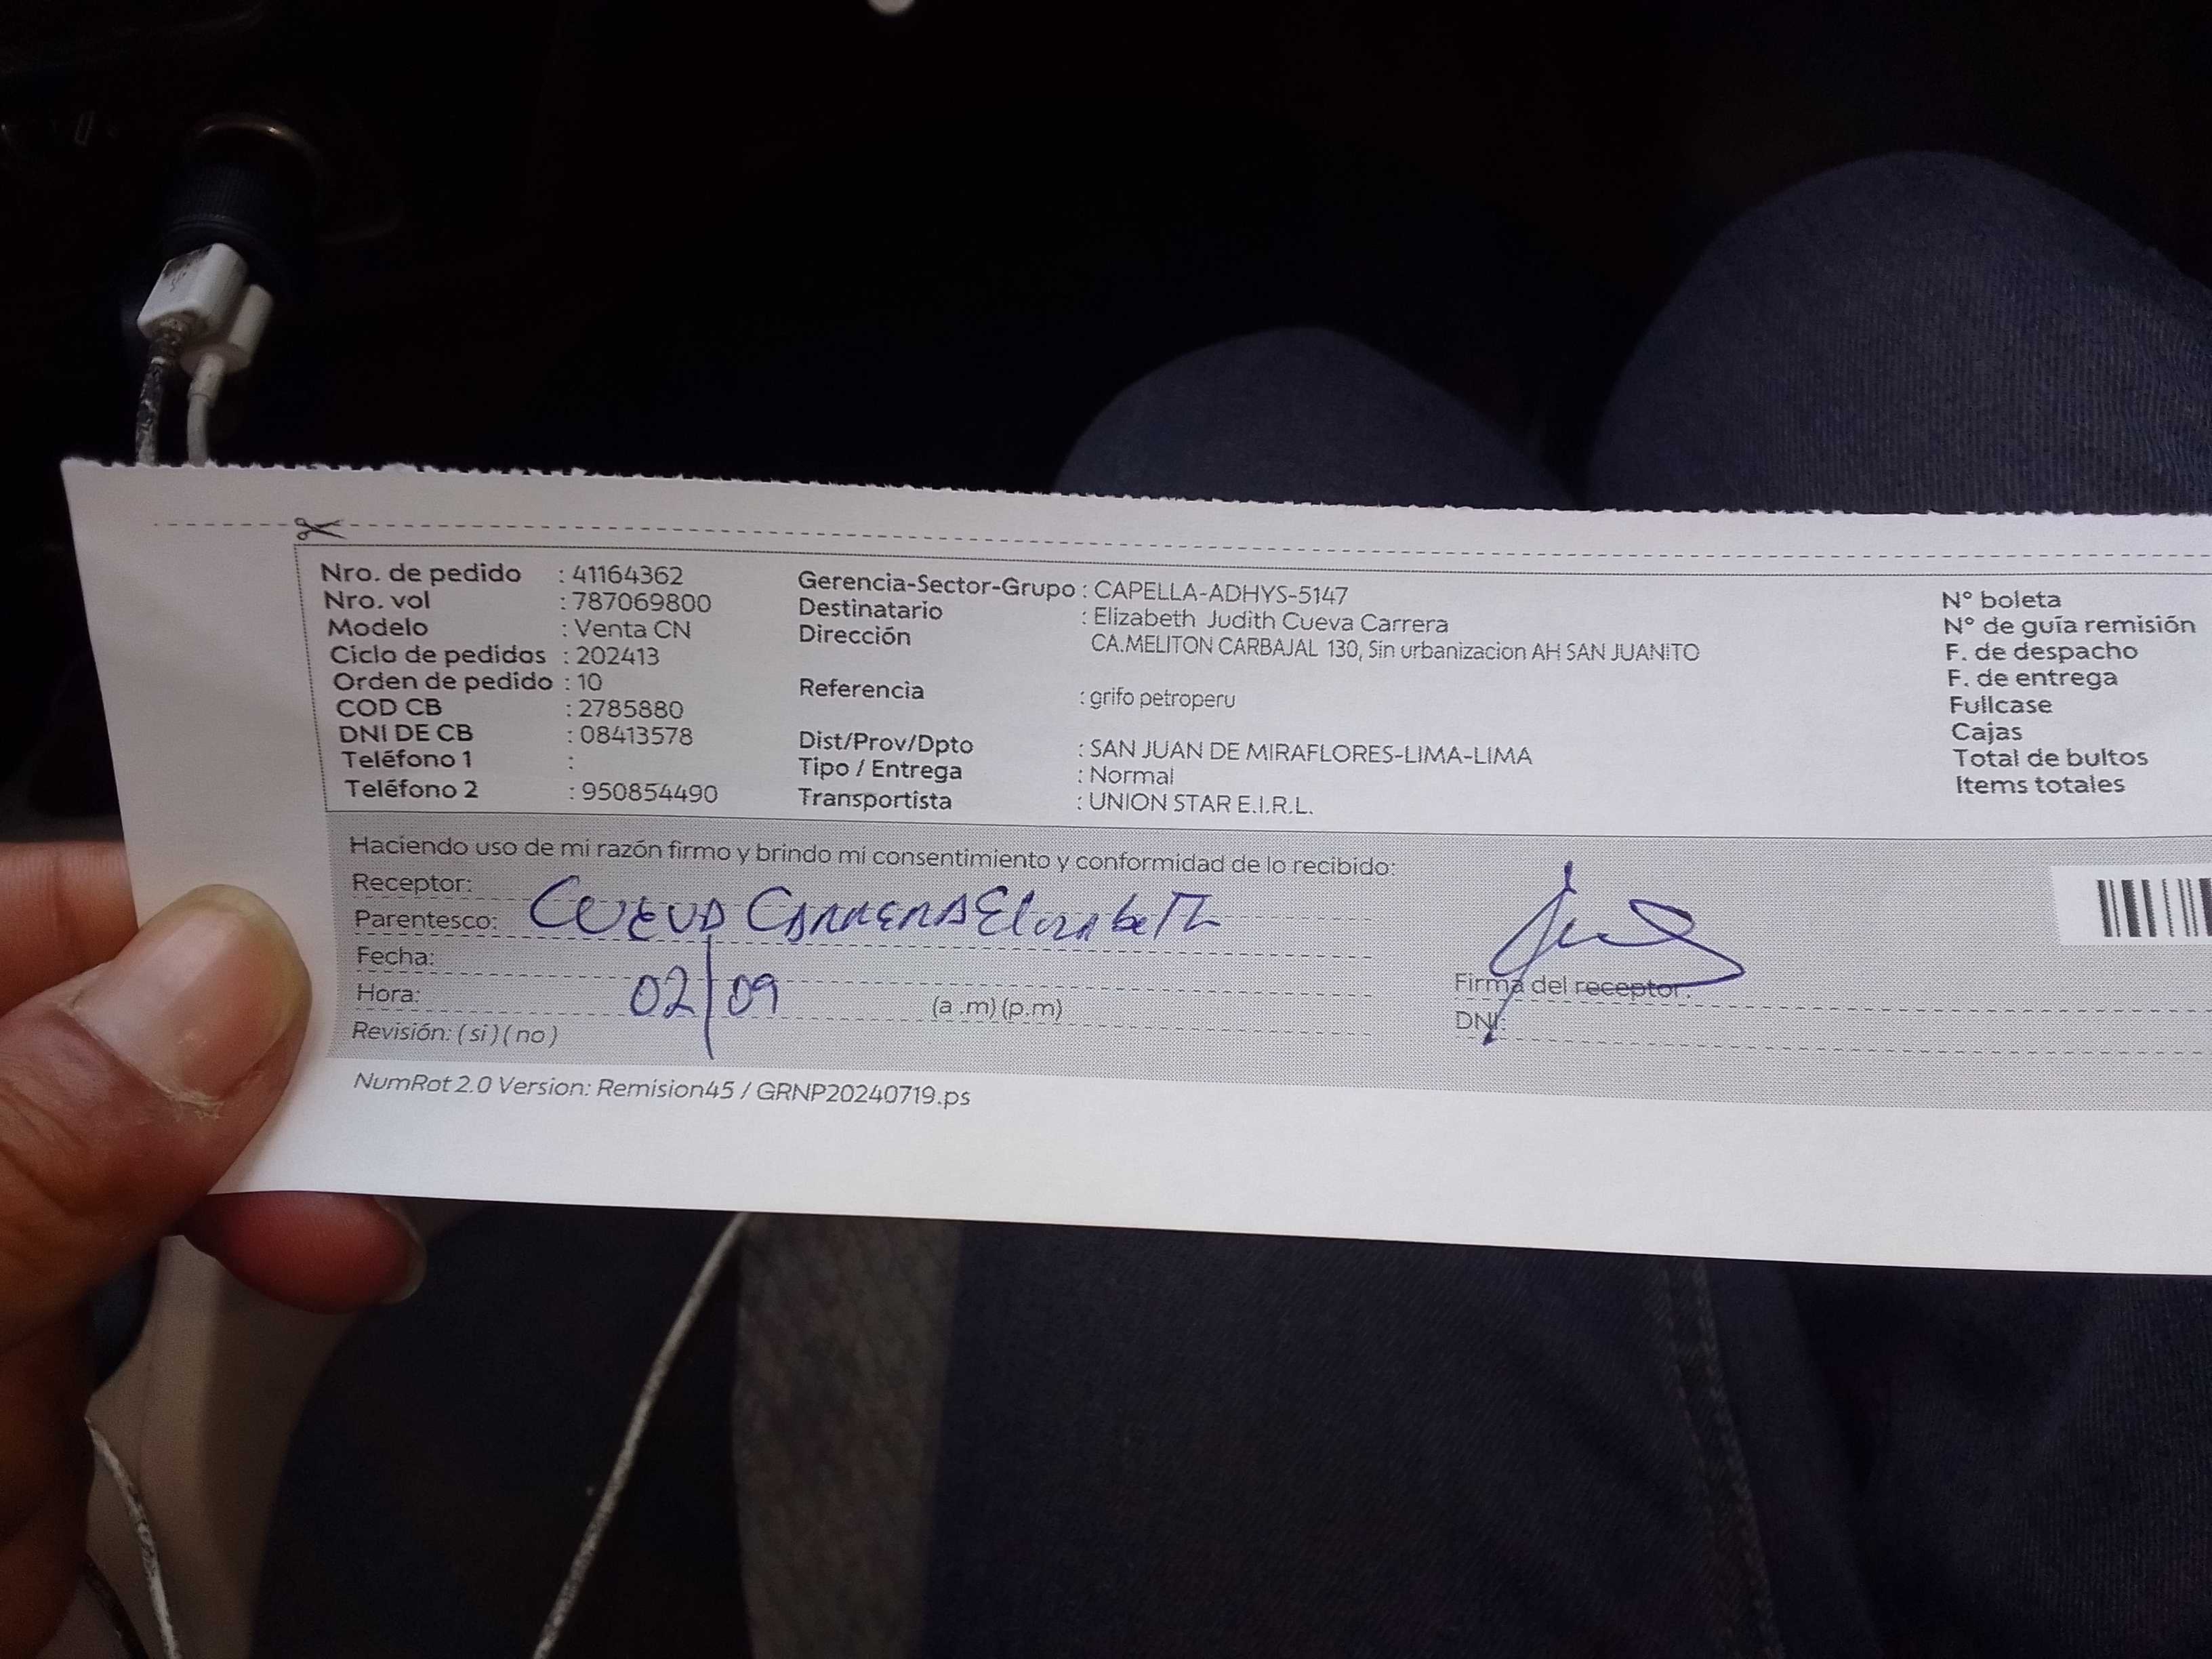 Nro. de pedido : 41164362
Nro. vol : 787069800
Modelo : Venta CN
Ciclo de pedidos : 202413
Orden de pedido : 10
COD CB : 2785880
DNI DE CB : 08413578
Teléfono 1 :
Teléfono 2 : 950854490
Gerencia-Sector-Grupo : CAPELLA-ADHYS-5147
Destinatario : Elizabeth Judith Cueva Carrera
Dirección CA.MELITON CARBAJAL 130, Sin urbanizacion AH SAN JUANITO
Referencia : grifo petroperu
Dist/Prov/Dpto : SAN JUAN DE MIRAFLORES-LIMA-LIMA
Tipo / Entrega : Normal
Transportista : UNION STAR E.I.R.L.
N° boleta
N° de guía remisión
F. de despacho
F. de entrega
Fullcase
Cajas
Total de bultos
Items totales
Haciendo uso de mi razón firmo y brindo mi consentimiento y conformidad de lo recibido:
Receptor:
Parentesco: CUEVA CARRERA Elizabeth
Fecha:
Hora: 02/09 (a .m) (p.m)
Revisión: ( si ) ( no )
Firma del receptor:
DNI:
NumRot 2.0 Version: Remision45 / GRNP20240719.ps